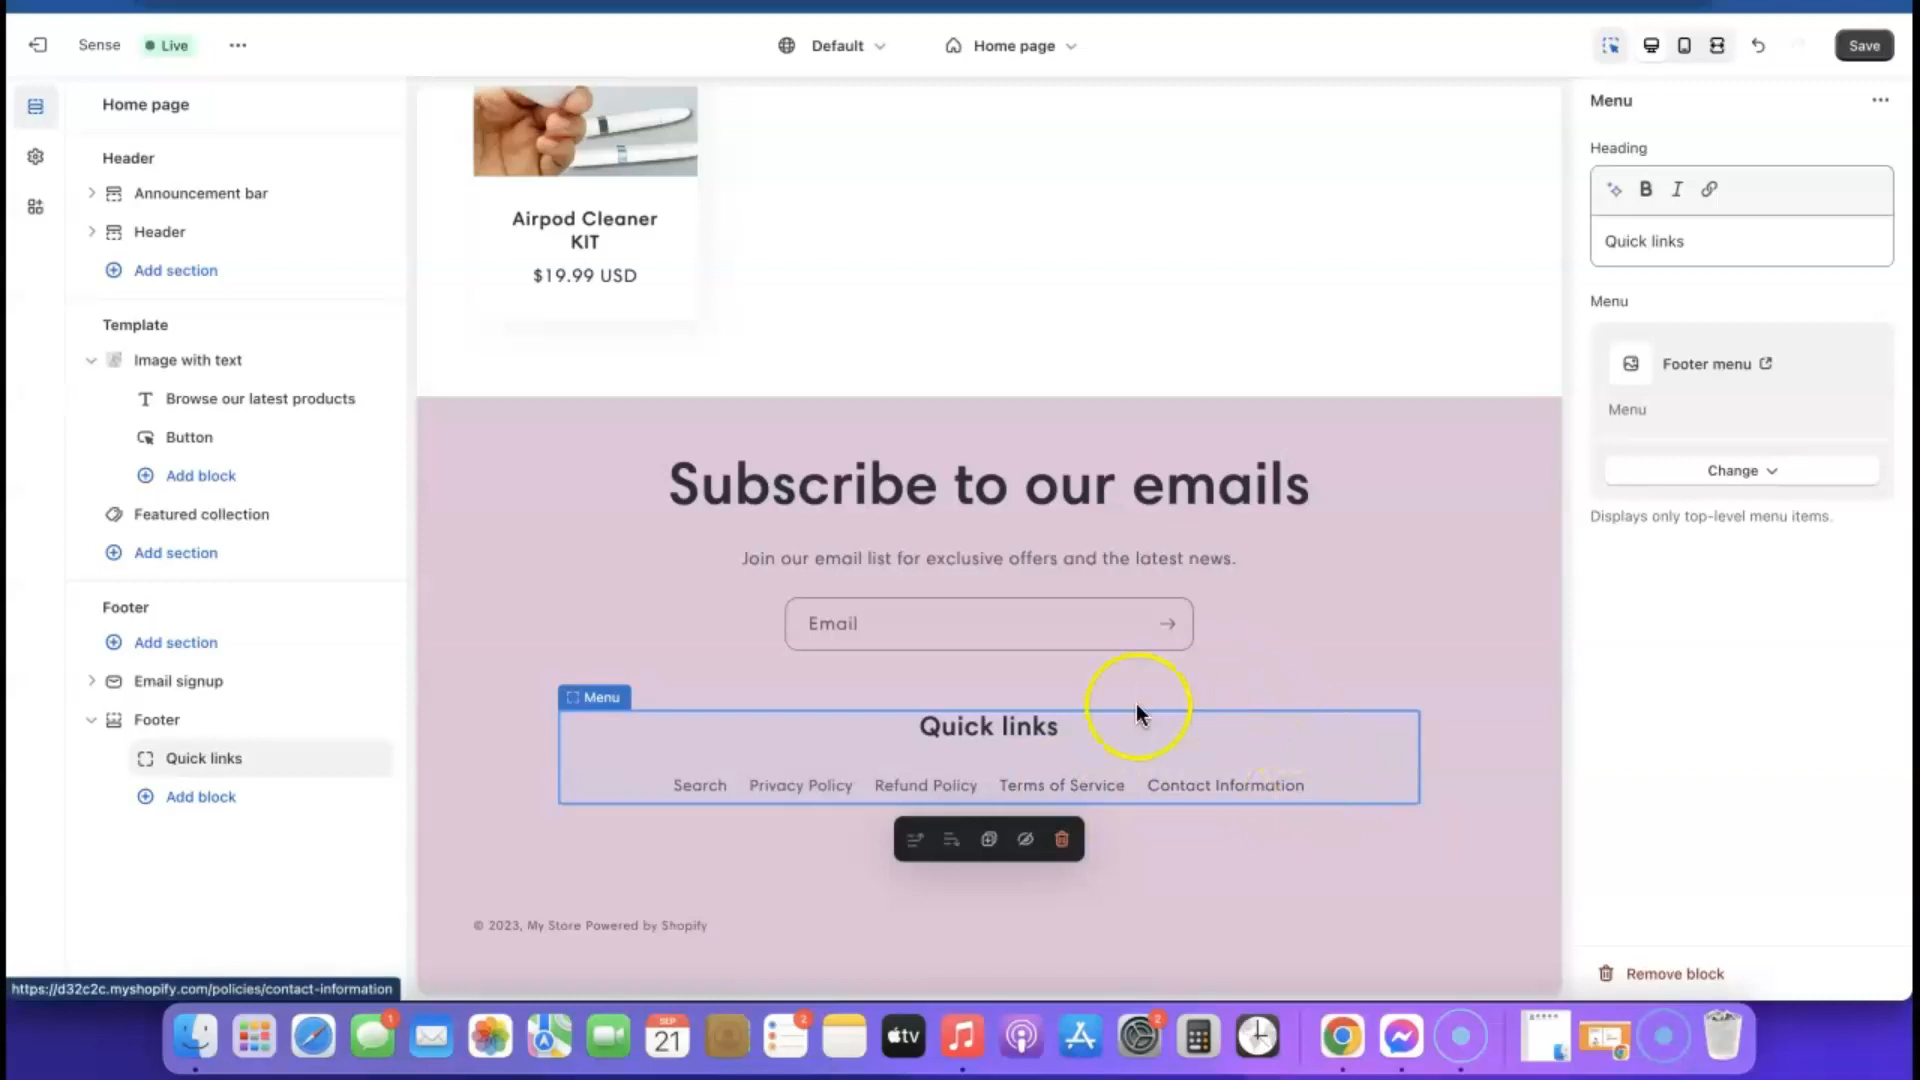 Sense
Live
Default
Home page
Save
Home page
Header
Announcement bar
Header
Add section
Template
Image with text
Browse our latest products
Button
Add block
Featured collection
Add section
Footer
Add section
Email signup
Footer
Quick links
Add block
https://d32c2c.myshopify.com/policies/contact-information
Airpod Cleaner
KIT
$19.99 USD
Subscribe to our emails
Join our email list for exclusive offers and the latest news.
Email
Menu
Quick links
Search Privacy Policy Refund Policy Terms of Service Contact Information
© 2023, My Store Powered by Shopify
Menu
Heading
B I
Quick links
Menu
Footer menu
Menu
Change
Displays only top-level menu items.
Remove block
1
SEP
21
2
tv
2